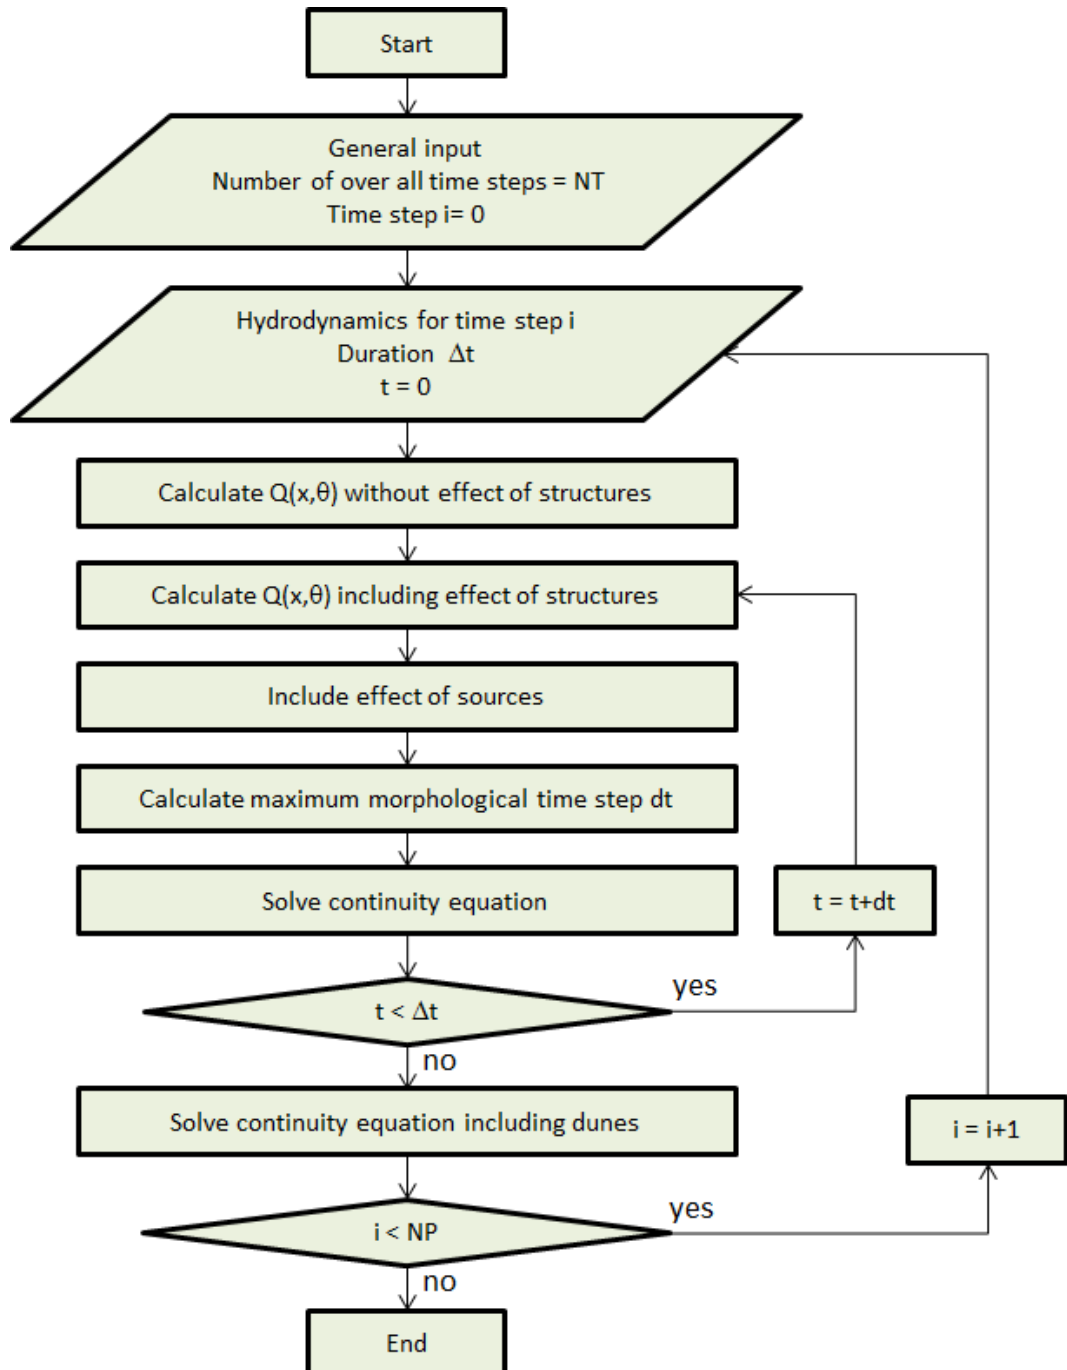 Start
General input
Number of over all time steps = NT
Time step i= 0
Hydrodynamics for time step i
Duration Δt
t = 0
Calculate Q(x,θ) without effect of structures
Calculate Q(x,θ) including effect of structures
Include effect of sources
Calculate maximum morphological time step dt
Solve continuity equation
t = t+dt
t < Δt
yes
no
Solve continuity equation including dunes
i = i+1
i < NP
yes
no
End